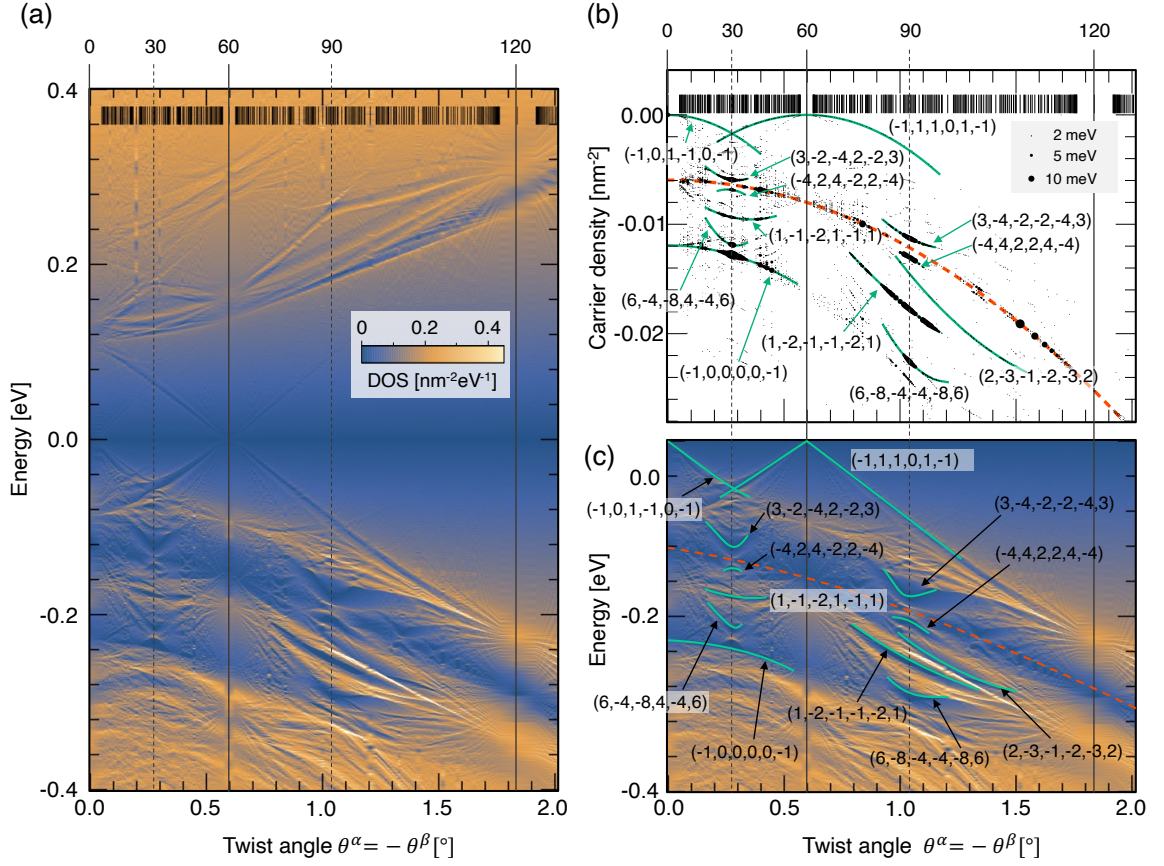 (a)
0 30 60 90 120
0.4
0.2
0.0
-0.2
-0.4
Energy [eV]
0 0.2 0.4
DOS [nm⁻²eV⁻¹]
0.0 0.5 1.0 1.5 2.0
Twist angle θᵅ= − θᵝ[°]
(b)
0 30 60 90 120
0.00
-0.01
-0.02
Carrier density [nm⁻²]
(-1,1,1,0,1,-1)
2 meV
5 meV
10 meV
(-1,0,1,-1,0,-1)
(3,-2,-4,2,-2,3)
(-4,2,4,-2,2,-4)
(3,-4,-2,-2,-4,3)
(1,-1,-2,1,-1,1)
(-4,4,2,2,4,-4)
(6,-4,-8,4,-4,6)
(1,-2,-1,-1,-2,1)
(-1,0,0,0,0,-1)
(2,-3,-1,-2,-3,2)
(6,-8,-4,-4,-8,6)
(c)
0.0
-0.2
-0.4
Energy [eV]
(-1,1,1,0,1,-1)
(-1,0,1,-1,0,-1)
(3,-2,-4,2,-2,3)
(3,-4,-2,-2,-4,3)
(-4,2,4,-2,2,-4)
(-4,4,2,2,4,-4)
(1,-1,-2,1,-1,1)
(6,-4,-8,4,-4,6)
(1,-2,-1,-1,-2,1)
(-1,0,0,0,0,-1)
(6,-8,-4,-4,-8,6)
(2,-3,-1,-2,-3,2)
0.0 0.5 1.0 1.5 2.0
Twist angle θᵅ= − θᵝ[°]